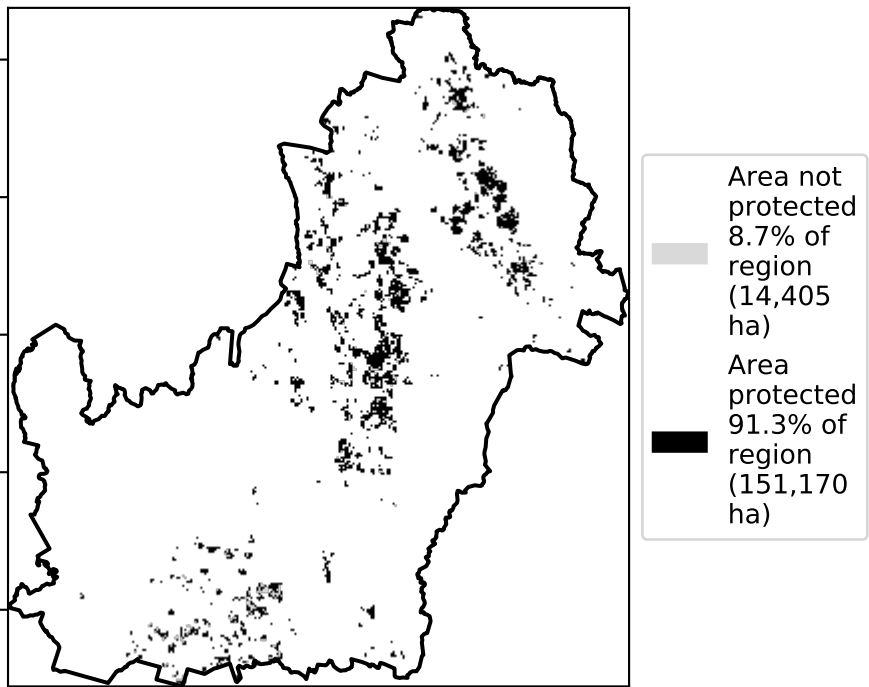 Area not
protected
8.7% of
region
(14,405
ha)
Area
protected
91.3% of
region
(151,170
ha)